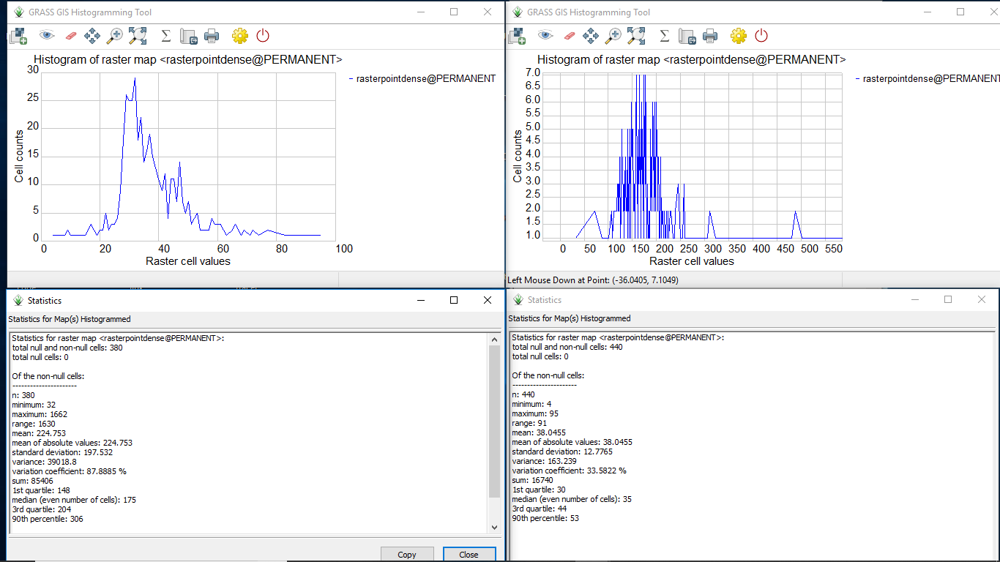 GRASS GIS Histogramming Tool
Histogram of raster map <rasterpointdense@PERMANENT>
rasterpointdense@PERMANENT
30
25
20
15
10
5
0
Cell counts
0 20 40 60 80 100
Raster cell values
GRASS GIS Histogramming Tool
Histogram of raster map <rasterpointdense@PERMANENT>
rasterpointdense@PERMANENT
7.0
6.5
6.0
5.5
5.0
4.5
4.0
3.5
3.0
2.5
2.0
1.5
1.0
Cell counts
0 50 100 150 200 250 300 350 400 450 500 550
Raster cell values
Left Mouse Down at Point: (-36.0405, 7.1049)
Statistics
Statistics for Map(s) Histogrammed
Statistics for raster map <rasterpointdense@PERMANENT>:
total null and non-null cells: 380
total null cells: 0
Of the non-null cells:
----------------------
n: 380
minimum: 32
maximum: 1662
range: 1630
mean: 224.753
mean of absolute values: 224.753
standard deviation: 197.532
variance: 39018.8
variation coefficient: 87.8885 %
sum: 85406
1st quartile: 148
median (even number of cells): 175
3rd quartile: 204
90th percentile: 306
Copy
Close
Statistics
Statistics for Map(s) Histogrammed
Statistics for raster map <rasterpointdense@PERMANENT>:
total null and non-null cells: 440
total null cells: 0
Of the non-null cells:
----------------------
n: 440
minimum: 4
maximum: 95
range: 91
mean: 38.0455
mean of absolute values: 38.0455
standard deviation: 12.7765
variance: 163.239
variation coefficient: 33.5822 %
sum: 16740
1st quartile: 30
median (even number of cells): 35
3rd quartile: 44
90th percentile: 53